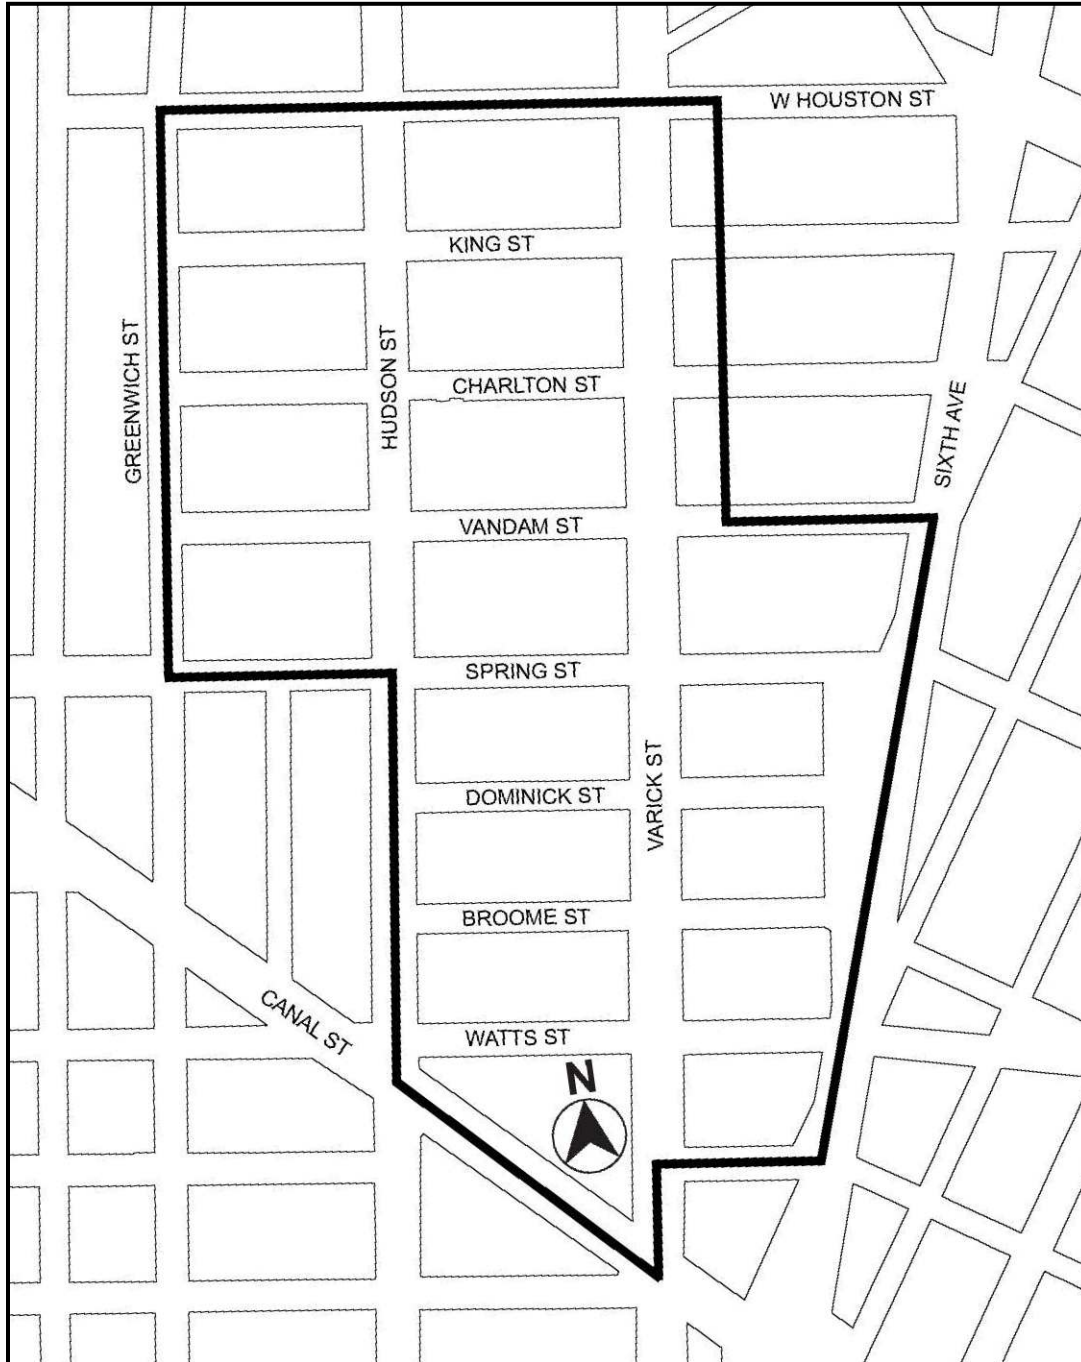 W HOUSTON ST
KING ST
GREENWICH ST
HUDSON ST
CHARLTON ST
SIXTH AVE
VANDAM ST
SPRING ST
VARICK ST
DOMINICK ST
BROOME ST
CANAL ST
WATTS ST
N